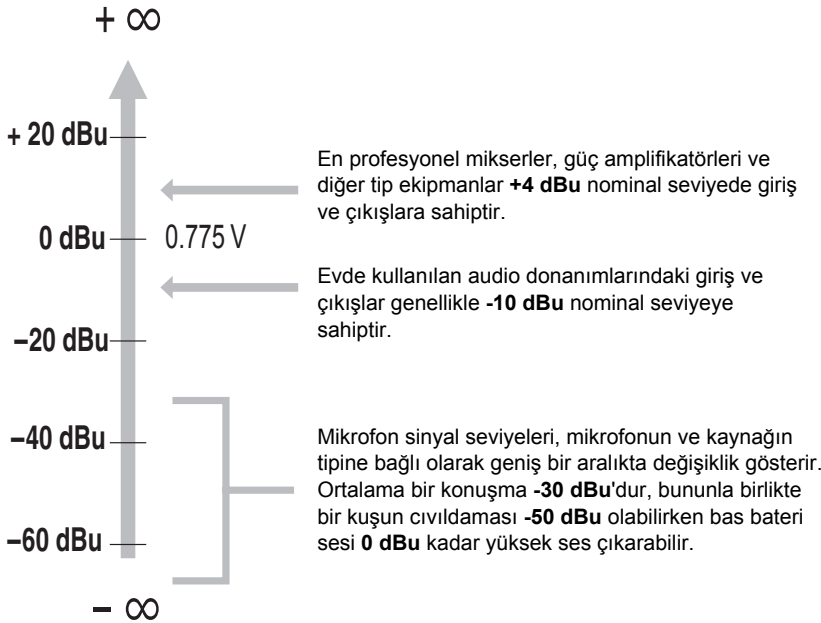 + ∞
+ 20 dBu
En profesyonel mikserler, güç amplifikatörleri ve
diğer tip ekipmanlar +4 dBu nominal seviyede giriş
ve çıkışlara sahiptir.
0 dBu
0.775 V
Evde kullanılan audio donanımlarındaki giriş ve
çıkışlar genellikle -10 dBu nominal seviyeye
sahiptir.
−20 dBu
−40 dBu
Mikrofon sinyal seviyeleri, mikrofonun ve kaynağın
tipine bağlı olarak geniş bir aralıkta değişiklik gösterir.
Ortalama bir konuşma -30 dBu'dur, bununla birlikte
bir kuşun cıvıldaması -50 dBu olabilirken bas bateri
sesi 0 dBu kadar yüksek ses çıkarabilir.
−60 dBu
− ∞